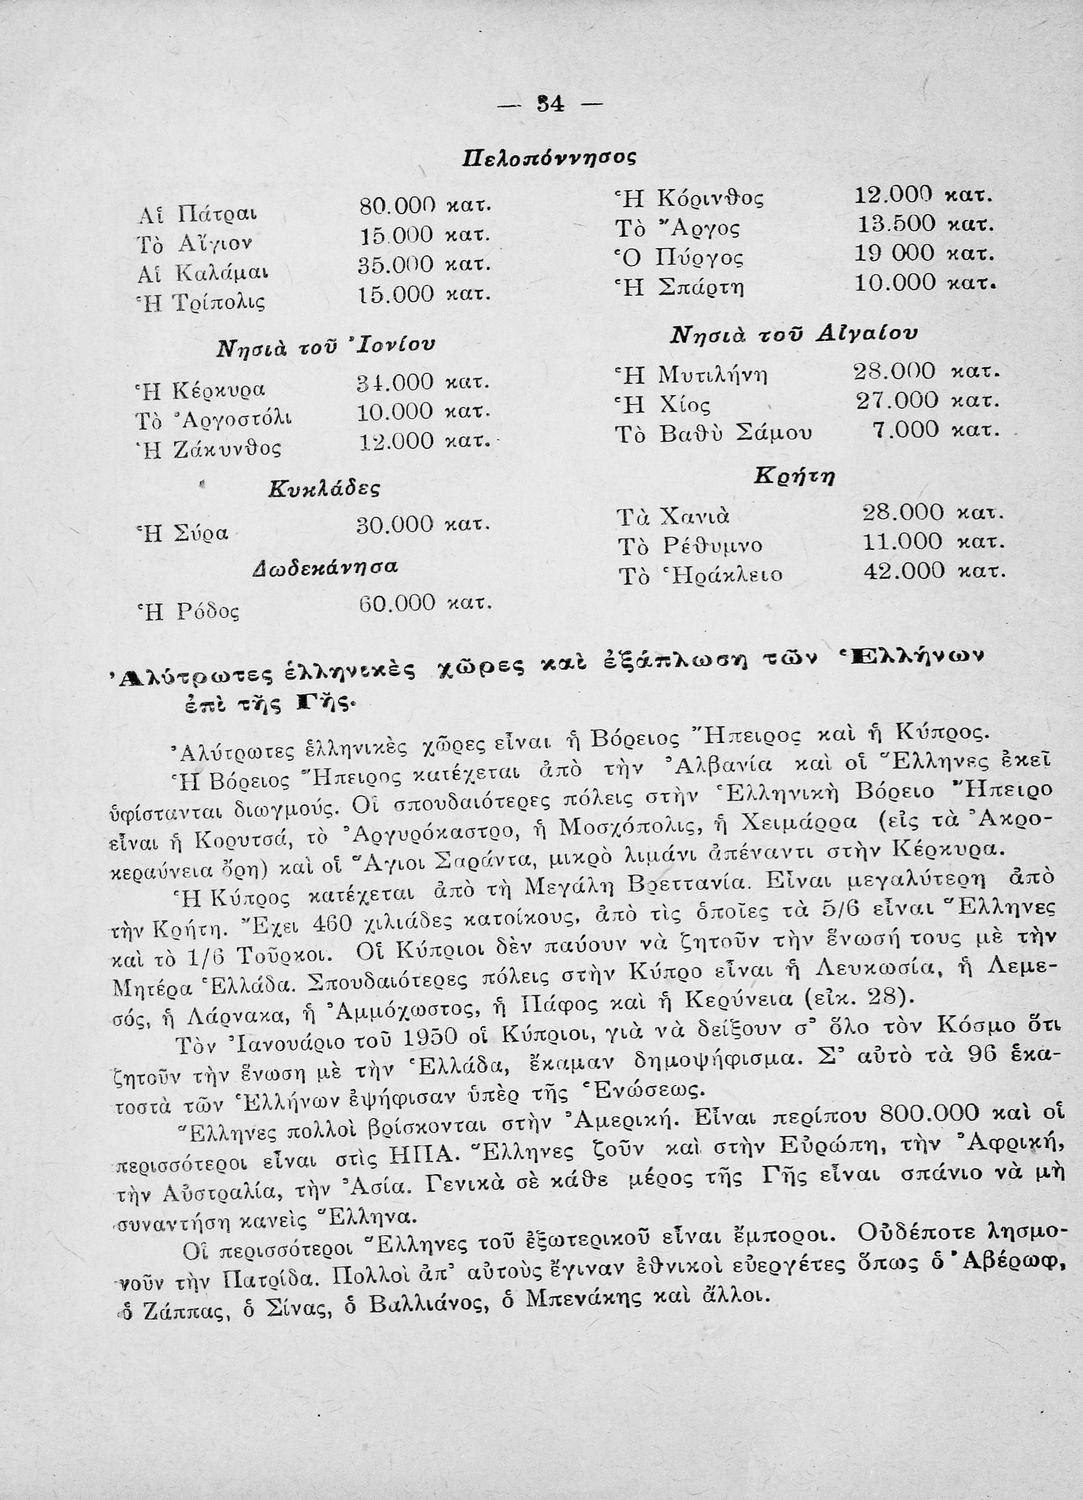 — 34 —
Πελοπόννησος
Αἱ Πάτραι 80.000 κατ.
Τὸ Αἴγιον 15.000 κατ.
Αἱ Καλάμαι 35.000 κατ.
Ἡ Τρίπολις 15.000 κατ.
Ἡ Κόρινθος 12.000 κατ.
Τὸ Ἄργος 13.500 κατ.
Ὁ Πύργος 19 000 κατ.
Ἡ Σπάρτη 10.000 κατ.
Νησιὰ τοῦ Ἰονίου
Ἡ Κέρκυρα 34.000 κατ.
Τὸ Ἀργοστόλι 10.000 κατ.
Ἡ Ζάκυνθος 12.000 κατ.
Νησιὰ τοῦ Αἰγαίου
Ἡ Μυτιλήνη 28.000 κατ.
Ἡ Χίος 27.000 κατ.
Τὸ Βαθὺ Σάμου 7.000 κατ.
Κυκλάδες
Ἡ Σύρα 30.000 κατ.
Δωδεκάνησα
Ἡ Ρόδος 60.000 κατ.
Κρήτη
Τὰ Χανιὰ 28.000 κατ.
Τὸ Ρέθυμνο 11.000 κατ.
Τὸ Ἡράκλειο 42.000 κατ.
Ἀλύτρωτες ἑλληνικὲς χῶρες καὶ ἐξάπλωση τῶν Ἑλλήνων
ἐπὶ τῆς Γῆς.
Ἀλύτρωτες ἑλληνικὲς χῶρες εἶναι ἡ Βόρειος Ἤπειρος καὶ ἡ Κύπρος.
Ἡ Βόρειος Ἤπειρος κατέχεται ἀπὸ τὴν Ἀλβανία καὶ οἱ Ἕλληνες ἐκεῖ
ὑφίστανται διωγμούς. Οἱ σπουδαιότερες πόλεις στὴν Ἑλληνικὴ Βόρειο Ἤπειρο
εἶναι ἡ Κορυτσά, τὸ Ἀργυρόκαστρο, ἡ Μοσχόπολις, ἡ Χειμάρρα (εἰς τὰ Ἀκρο-
κεραύνεια ὄρη) καὶ οἱ Ἅγιοι Σαράντα, μικρὸ λιμάνι ἀπέναντι στὴν Κέρκυρα.
Ἡ Κύπρος κατέχεται ἀπὸ τὴ Μεγάλη Βρεττανία. Εἶναι μεγαλύτερη ἀπὸ
τὴν Κρήτη. Ἔχει 460 χιλιάδες κατοίκους, ἀπὸ τὶς ὁποῖες τὰ 5/6 εἶναι Ἕλληνες
καὶ τὸ 1/6 Τοῦρκοι. Οἱ Κύπριοι δὲν παύουν νὰ ζητοῦν τὴν ἕνωσή τους μὲ τὴν
Μητέρα Ἑλλάδα. Σπουδαιότερες πόλεις στὴν Κύπρο εἶναι ἡ Λευκωσία, ἡ Λεμε-
σός, ἡ Λάρνακα, ἡ Ἀμμόχωστος, ἡ Πάφος καὶ ἡ Κερύνεια (εἰκ. 28).
Τὸν Ἰανουάριο τοῦ 1950 οἱ Κύπριοι, γιὰ νὰ δείξουν σ' ὅλο τὸν Κόσμο ὅτι
ζητοῦν τὴν ἕνωση μὲ τὴν Ἑλλάδα, ἔκαμαν δημοψήφισμα. Σ' αὐτὸ τὰ 96 ἑκα-
τοστὰ τῶν Ἑλλήνων ἐψήφισαν ὑπὲρ τῆς Ἑνώσεως.
Ἕλληνες πολλοὶ βρίσκονται στὴν Ἀμερική. Εἶναι περίπου 800.000 καὶ οἱ
περισσότεροι εἶναι στὶς ΗΠΑ. Ἕλληνες ζοῦν καὶ στὴν Εὐρώπη, τὴν Ἀφρική,
τὴν Αὐστραλία, τὴν Ἀσία. Γενικὰ σὲ κάθε μέρος τῆς Γῆς εἶναι σπάνιο νὰ μὴ
συναντήση κανεὶς Ἕλληνα.
Οἱ περισσότεροι Ἕλληνες τοῦ ἐξωτερικοῦ εἶναι ἔμποροι. Οὐδέποτε λησμο-
νοῦν τὴν Πατρίδα. Πολλοὶ ἀπ' αὐτοὺς ἔγιναν ἐθνικοὶ εὐεργέτες ὅπως ὁ Ἀβέρωφ,
ὁ Ζάππας, ὁ Σίνας, ὁ Βαλλιάνος, ὁ Μπενάκης καὶ ἄλλοι.